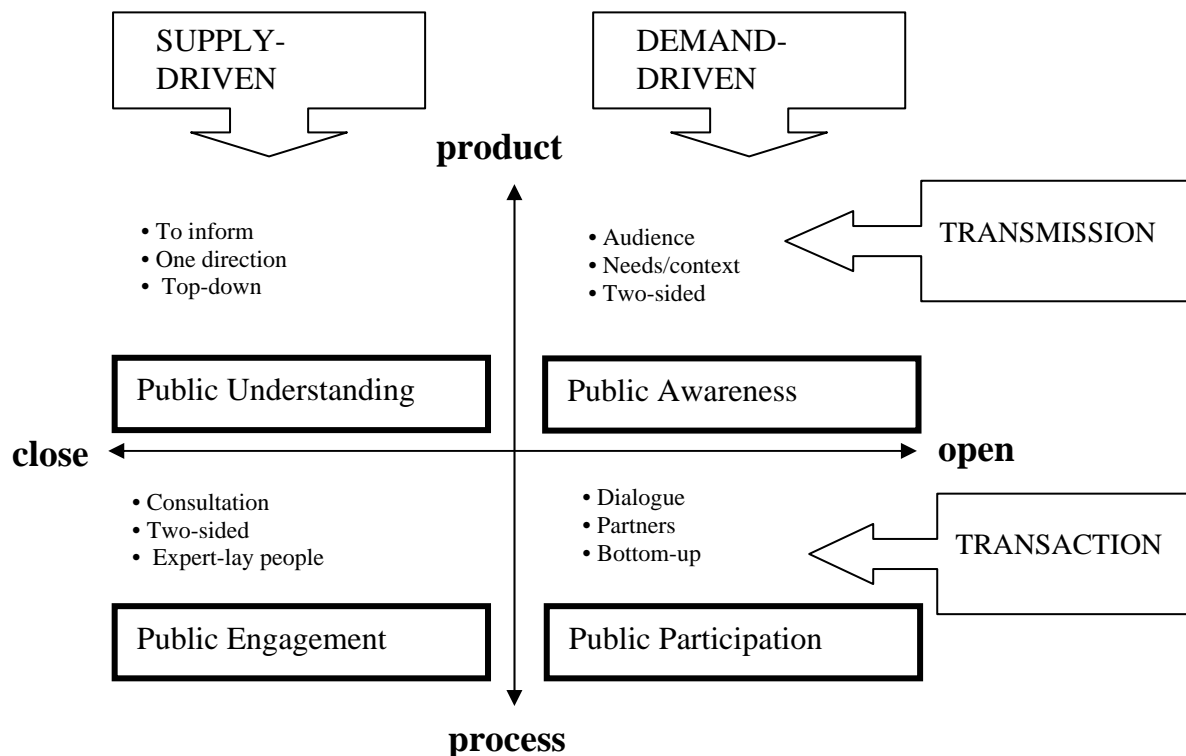 SUPPLY-
DRIVEN
DEMAND-
DRIVEN
product
• To inform
• One direction
• Top-down
• Audience
• Needs/context
• Two-sided
TRANSMISSION
Public Understanding
Public Awareness
close
open
• Consultation
• Two-sided
• Expert-lay people
• Dialogue
• Partners
• Bottom-up
TRANSACTION
Public Engagement
Public Participation
process